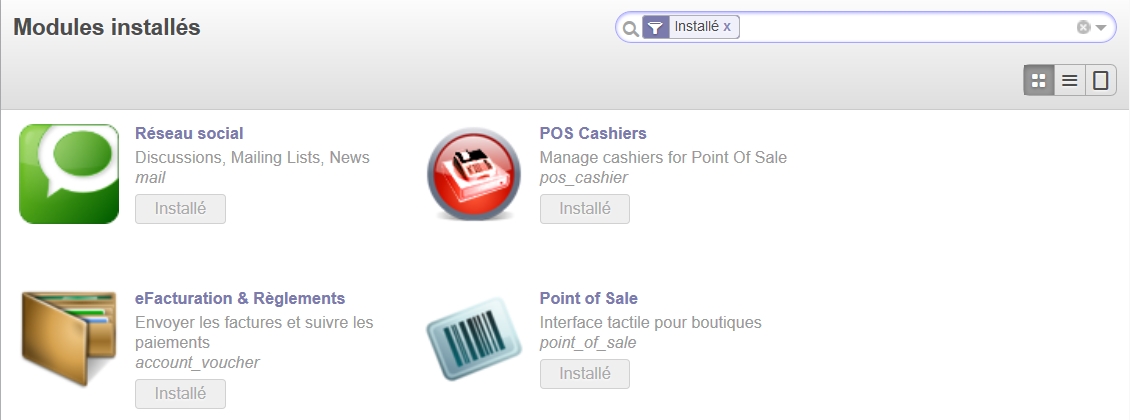 Modules installés
Installé x
Réseau social
Discussions, Mailing Lists, News
mail
Installé
POS Cashiers
Manage cashiers for Point Of Sale
pos_cashier
Installé
eFacturation & Règlements
Envoyer les factures et suivre les
paiements
account_voucher
Installé
Point of Sale
Interface tactile pour boutiques
point_of_sale
Installé